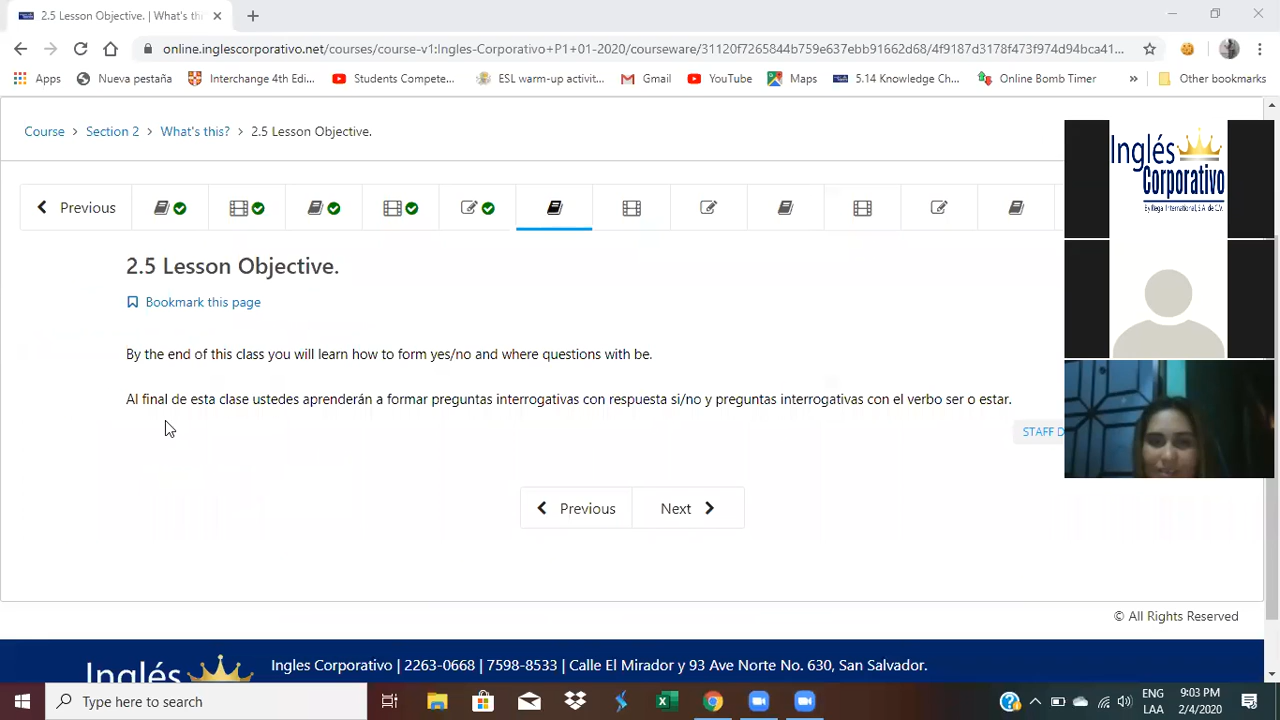 2.5 Lesson Objective. | What's thi
online.inglescorporativo.net/courses/course-v1:Ingles-Corporativo+P1+01-2020/courseware/31120f7265844b759e637ebb91662d68/4f9187d3178f473f974d94bca41...
Apps Nueva pestaña Interchange 4th Edi... Students Compete... ESL warm-up activit... Gmail YouTube Maps 5.14 Knowledge Ch... Online Bomb Timer » Other bookmarks
Course > Section 2 > What's this? > 2.5 Lesson Objective.
Inglés
Corporativo
Previous
2.5 Lesson Objective.
Bookmark this page
By the end of this class you will learn how to form yes/no and where questions with be.
Al final de esta clase ustedes aprenderán a formar preguntas interrogativas con respuesta si/no y preguntas interrogativas con el verbo ser o estar.
STAFF D
Previous Next
© All Rights Reserved
Inglés
Ingles Corporativo | 2263-0668 | 7598-8533 | Calle El Mirador y 93 Ave Norte No. 630, San Salvador.
Type here to search
ENG 9:03 PM
LAA 2/4/2020